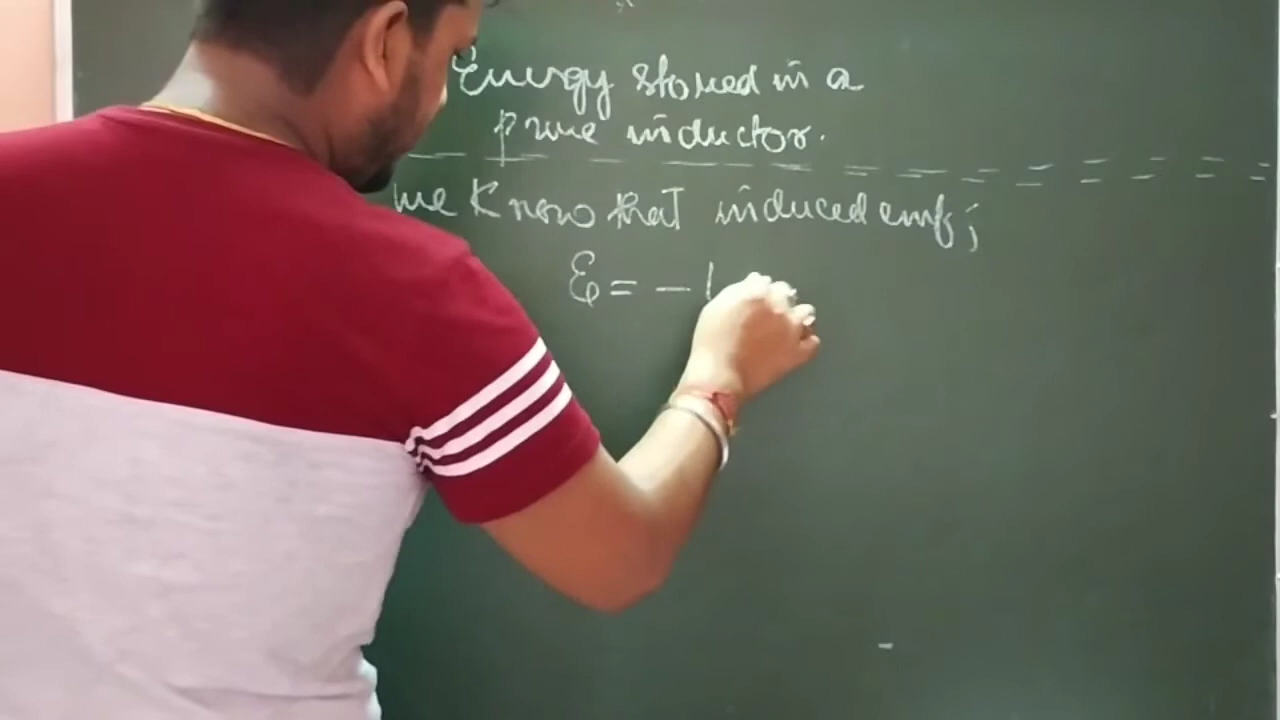 Energy stored in a
pure inductor.
we know that induced emf;
ℰ = - l